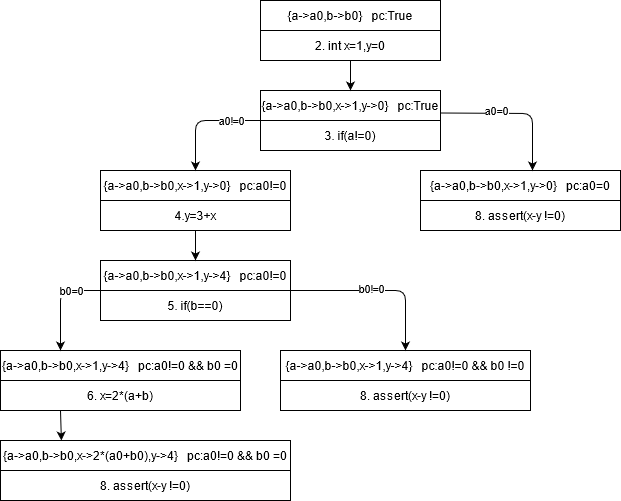 {a->a0,b->b0} pc:True
2. int x=1,y=0
{a->a0,b->b0,x->1,y->0} pc:True
a0!=0
a0=0
3. if(a!=0)
{a->a0,b->b0,x->1,y->0} pc:a0!=0
{a->a0,b->b0,x->1,y->0} pc:a0=0
4.y=3+x
8. assert(x-y !=0)
{a->a0,b->b0,x->1,y->4} pc:a0!=0
b0=0
b0!=0
5. if(b==0)
{a->a0,b->b0,x->1,y->4} pc:a0!=0 && b0 =0
{a->a0,b->b0,x->1,y->4} pc:a0!=0 && b0 !=0
6. x=2*(a+b)
8. assert(x-y !=0)
{a->a0,b->b0,x->2*(a0+b0),y->4} pc:a0!=0 && b0 =0
8. assert(x-y !=0)